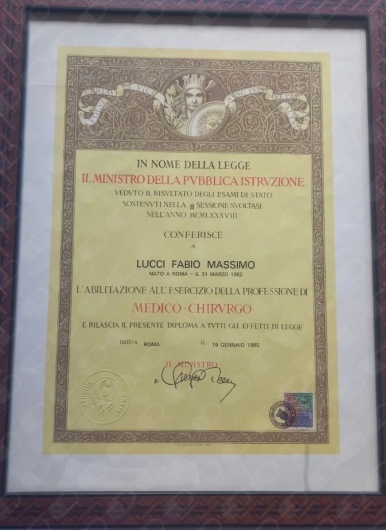 IN NOME DELLA LEGGE
IL MINISTRO DELLA PVBBLICA ISTRVZIONE
VEDVTO IL RISVLTATO DEGLI ESAMI DI STATO
SOSTENVTI NELLA II SESSIONE SVOLTASI
NELL'ANNO MCMLXXXVIII
CONFERISCE
A
LUCCI FABIO MASSIMO
NATO A ROMA - IL 31 MARZO 1962
L'ABILITAZIONE ALL'ESERCIZIO DELLA PROFESSIONE DI
MEDICO-CHIRVRGO
E RILASCIA IL PRESENTE DIPLOMA A TVTTI GLI EFFETTI DI LEGGE
DATO A ROMA IL 19 GENNAIO 1995
IL MINISTRO